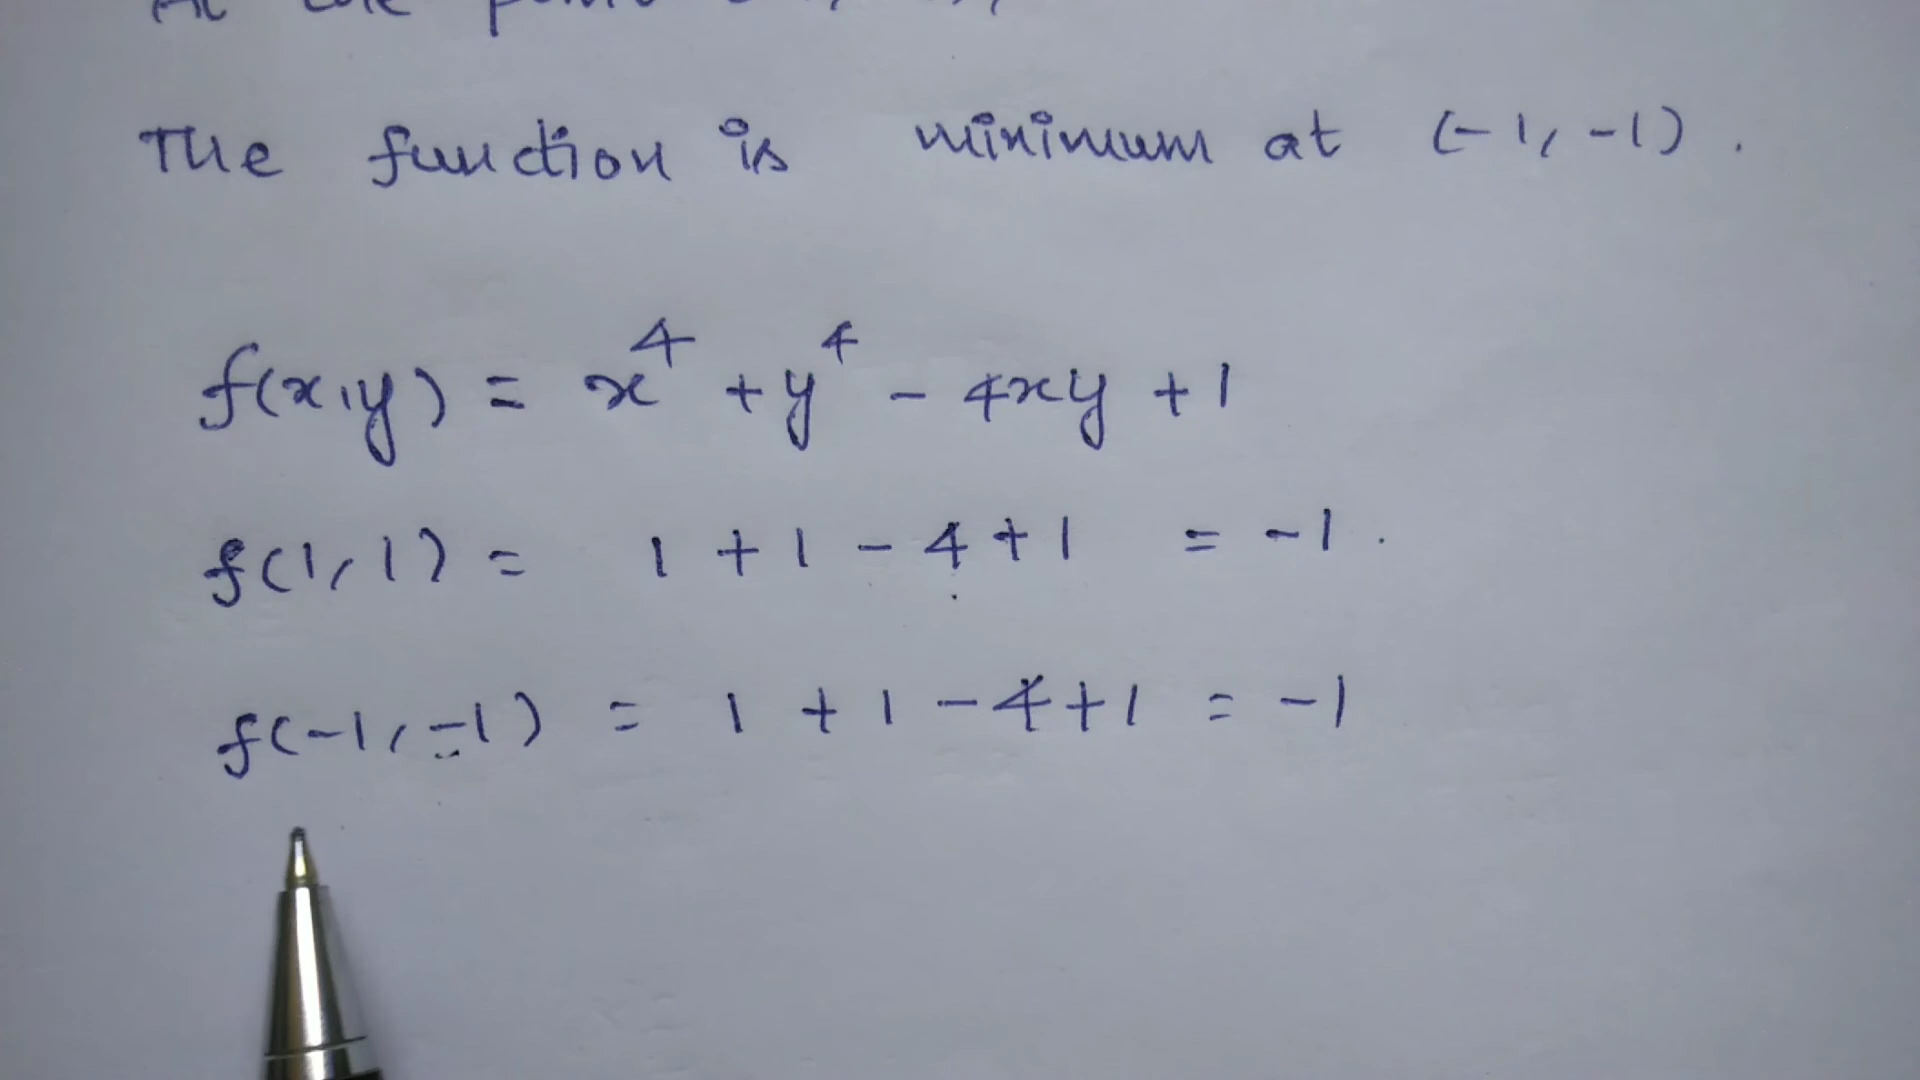 The function is minimum at (-1, -1).
f(x,y) = x⁴ + y⁴ - 4xy + 1
f(1,1) = 1 + 1 - 4 + 1 = -1.
f(-1,-1) = 1 + 1 - 4 + 1 = -1